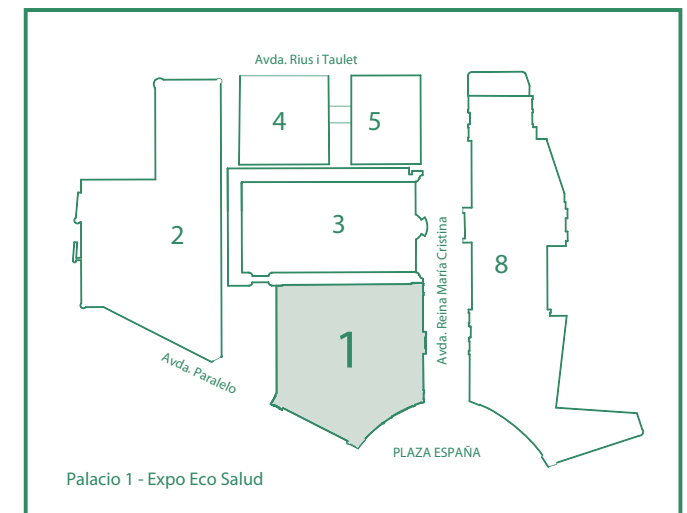 Avda. Rius i Taulet
4
5
2
3
8
Avda. Reina María Cristina
1
Avda. Paralelo
PLAZA ESPAÑA
Palacio 1 - Expo Eco Salud